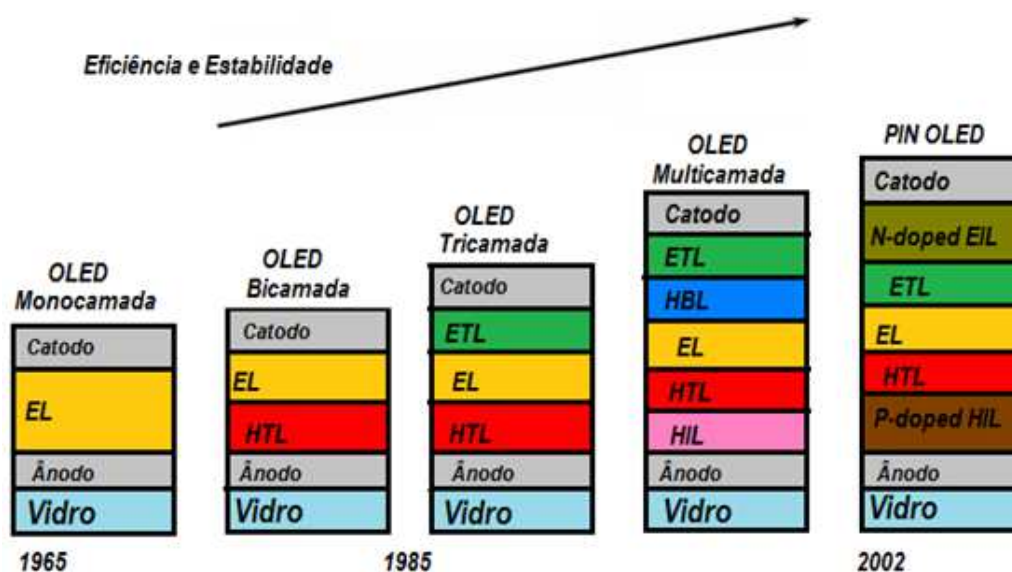 Eficiência e Estabilidade
OLED
Monocamada
Catodo
EL
Ânodo
Vidro
OLED
Bicamada
Catodo
EL
HTL
Ânodo
Vidro
OLED
Tricamada
Catodo
ETL
EL
HTL
Ânodo
Vidro
OLED
Multicamada
Catodo
ETL
HBL
EL
HTL
HIL
Ânodo
Vidro
PIN OLED
Catodo
N-doped EIL
ETL
EL
HTL
P-doped HIL
Ânodo
Vidro
1965
1985
2002